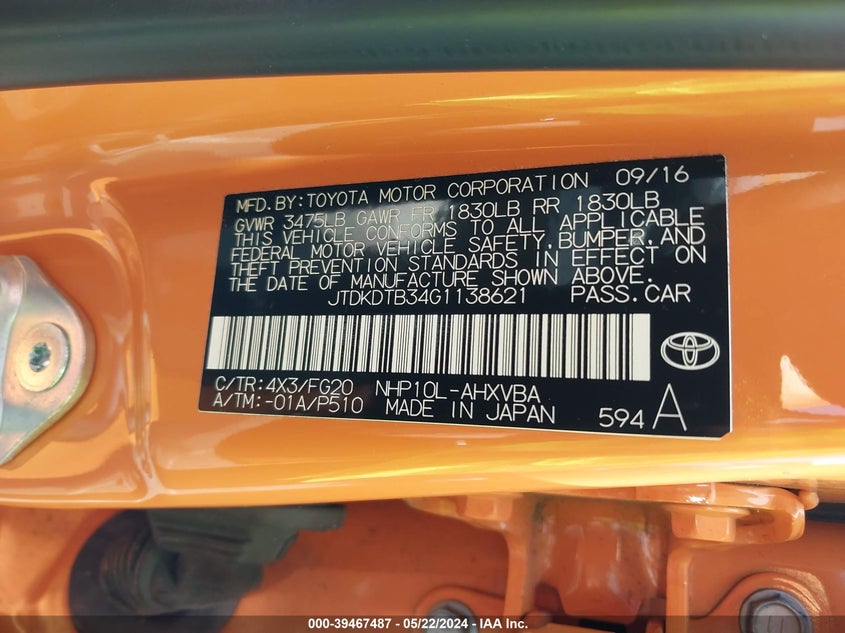 MFD.BY:TOYOTA MOTOR CORPORATION 09/16
GVWR 3475LB GAWR FR 1830LB RR 1830LB
THIS VEHICLE CONFORMS TO ALL APPLICABLE
FEDERAL MOTOR VEHICLE SAFETY,BUMPER,AND
THEFT PREVENTION STANDARDS IN EFFECT ON
THE DATE OF MANUFACTURE SHOWN ABOVE.
JTDKDTB34G1138621 PASS.CAR
C/TR:4X3/FG20 NHP10L-AHXVBA
A/TM:-01A/P510 MADE IN JAPAN 594 A
000-39467487 - 05/22/2024 - IAA Inc.